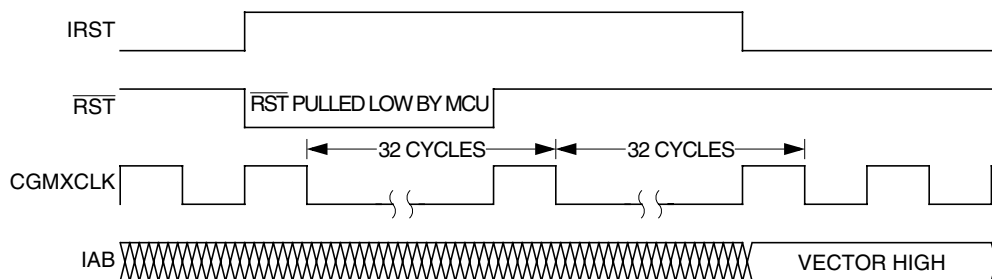 IRST
RST
RST PULLED LOW BY MCU
32 CYCLES
32 CYCLES
CGMXCLK
IAB
VECTOR HIGH